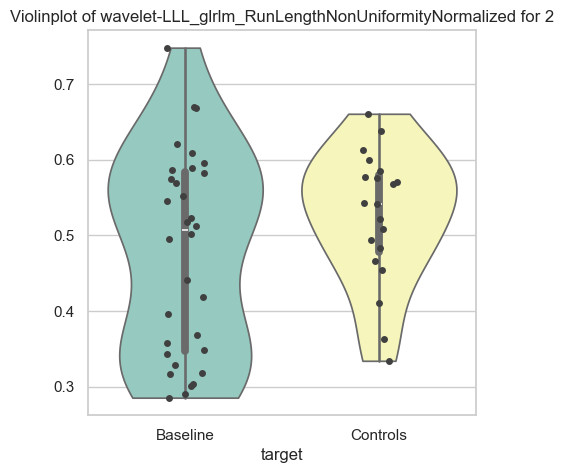 Violinplot of wavelet-LLL_glrlm_RunLengthNonUniformityNormalized for 2
0.7
0.6
0.5
0.4
0.3
Baseline
Controls
target